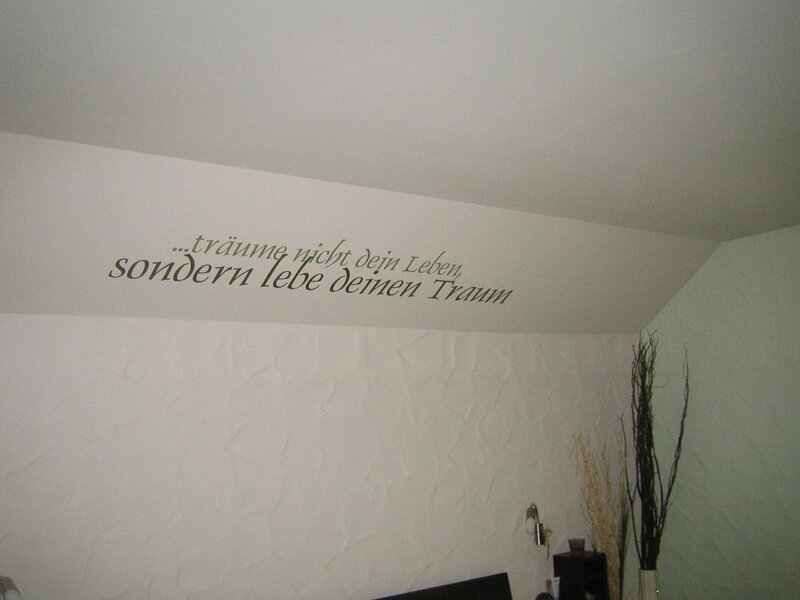 ...träume nicht dein Leben,
sondern lebe deinen Traum